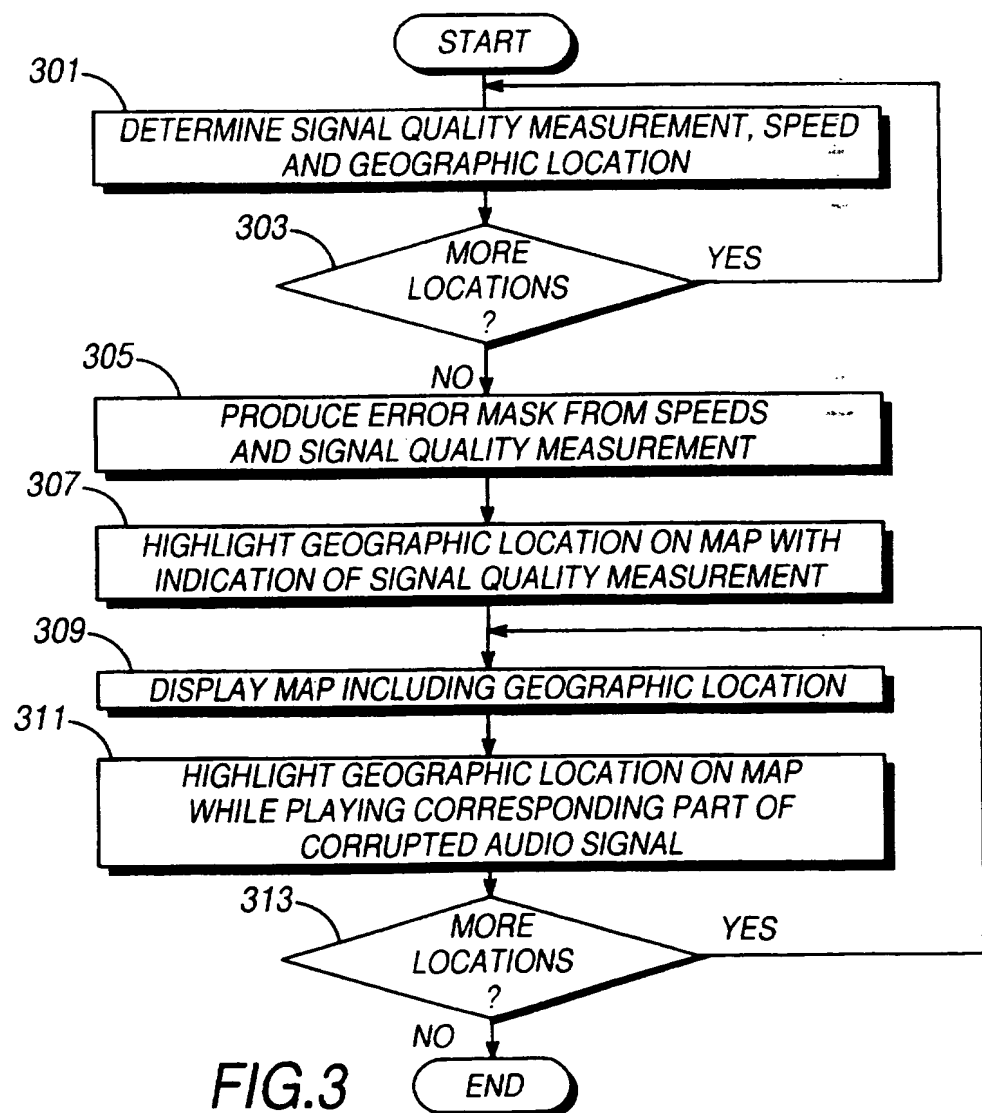 START
301
DETERMINE SIGNAL QUALITY MEASUREMENT, SPEED
AND GEOGRAPHIC LOCATION
303
MORE
LOCATIONS
?
YES
NO
305
PRODUCE ERROR MASK FROM SPEEDS
AND SIGNAL QUALITY MEASUREMENT
307
HIGHLIGHT GEOGRAPHIC LOCATION ON MAP WITH
INDICATION OF SIGNAL QUALITY MEASUREMENT
309
DISPLAY MAP INCLUDING GEOGRAPHIC LOCATION
311
HIGHLIGHT GEOGRAPHIC LOCATION ON MAP
WHILE PLAYING CORRESPONDING PART OF
CORRUPTED AUDIO SIGNAL
313
MORE
LOCATIONS
?
YES
NO
END
FIG.3